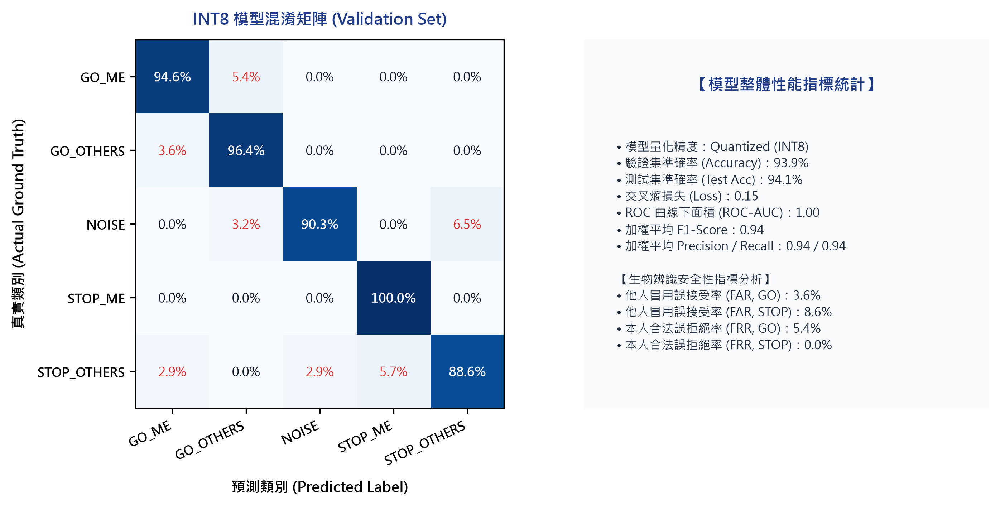 INT8 模型混淆矩陣 (Validation Set)
真實類別 (Actual Ground Truth)
GO_ME 94.6% 5.4% 0.0% 0.0% 0.0%
GO_OTHERS 3.6% 96.4% 0.0% 0.0% 0.0%
NOISE 0.0% 3.2% 90.3% 0.0% 6.5%
STOP_ME 0.0% 0.0% 0.0% 100.0% 0.0%
STOP_OTHERS 2.9% 0.0% 2.9% 5.7% 88.6%
GO_ME GO_OTHERS NOISE STOP_ME STOP_OTHERS
預測類別 (Predicted Label)
【模型整體性能指標統計】
• 模型量化精度：Quantized (INT8)
• 驗證集準確率 (Accuracy)：93.9%
• 測試集準確率 (Test Acc)：94.1%
• 交叉熵損失 (Loss)：0.15
• ROC 曲線下面積 (ROC-AUC)：1.00
• 加權平均 F1-Score：0.94
• 加權平均 Precision / Recall：0.94 / 0.94
【生物辨識安全性指標分析】
• 他人冒用誤接受率 (FAR, GO)：3.6%
• 他人冒用誤接受率 (FAR, STOP)：8.6%
• 本人合法誤拒絕率 (FRR, GO)：5.4%
• 本人合法誤拒絕率 (FRR, STOP)：0.0%